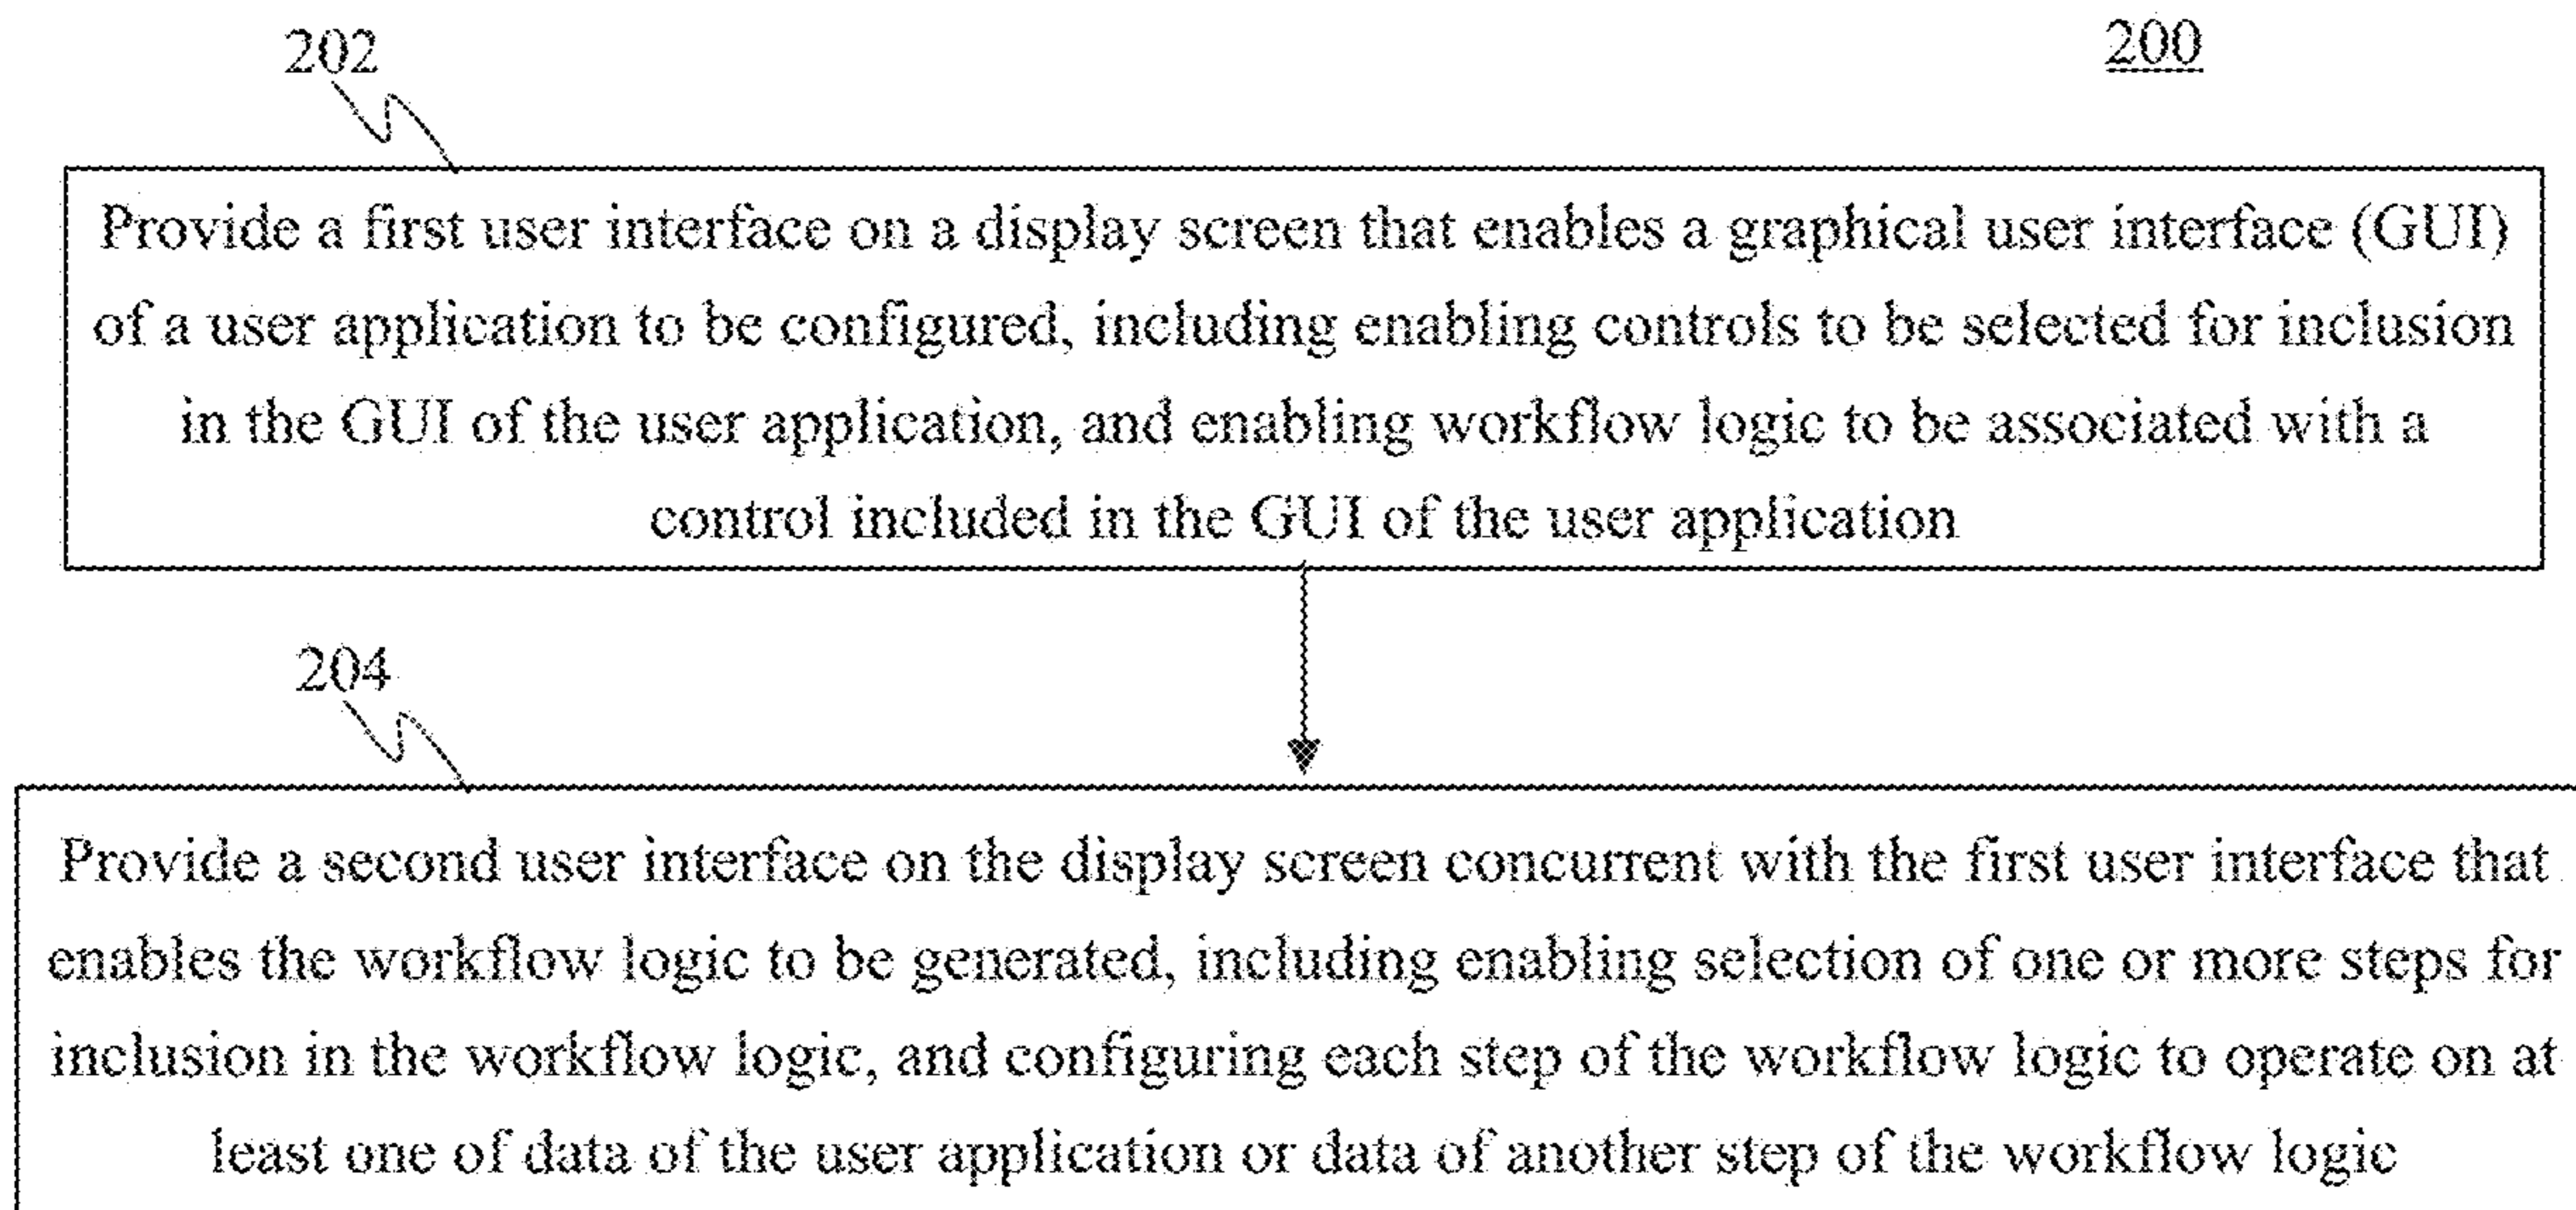 202
200
Provide a first user interface on a display screen that enables a graphical user interface (GUI)
of a user application to be configured, including enabling controls to be selected for inclusion
in the GUI of the user application, and enabling workflow logic to be associated with a
control included in the GUI of the user application
204
Provide a second user interface on the display screen concurrent with the first user interface that
enables the workflow logic to be generated, including enabling selection of one or more steps for
inclusion in the workflow logic, and configuring each step of the workflow logic to operate on at
least one of data of the user application or data of another step of the workflow logic